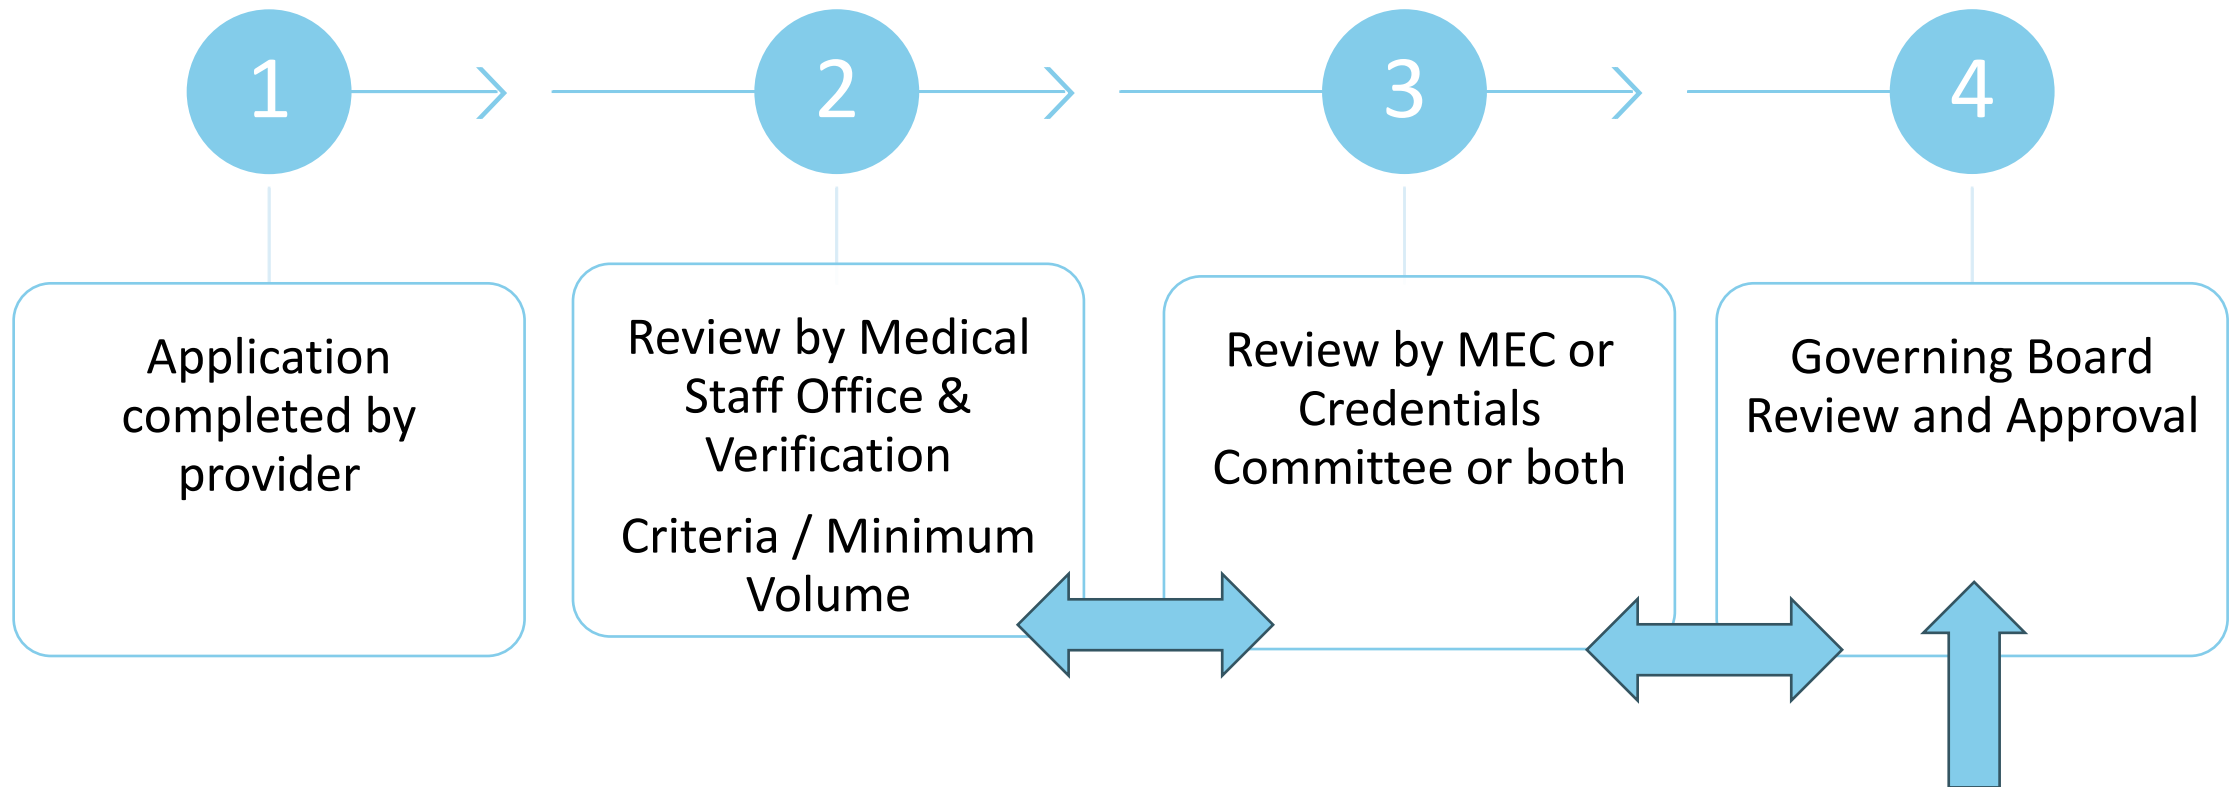 1
2
3
4
Application
completed by
provider
Review by Medical
Staff Office &
Verification
Criteria / Minimum
Volume
Review by MEC or
Credentials
Committee or both
Governing Board
Review and Approval